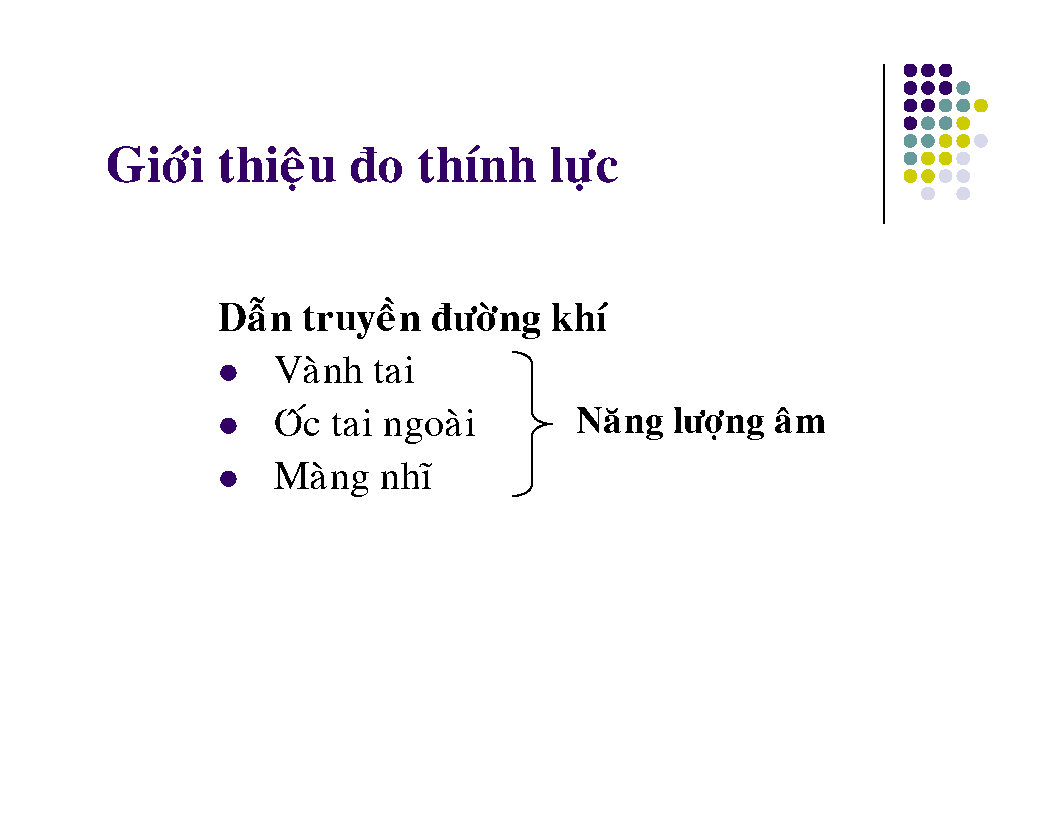 Giới thiệu đo thính lực
Dẫn truyền đường khí
Vành tai
Ốc tai ngoài
Màng nhĩ
Năng lượng âm